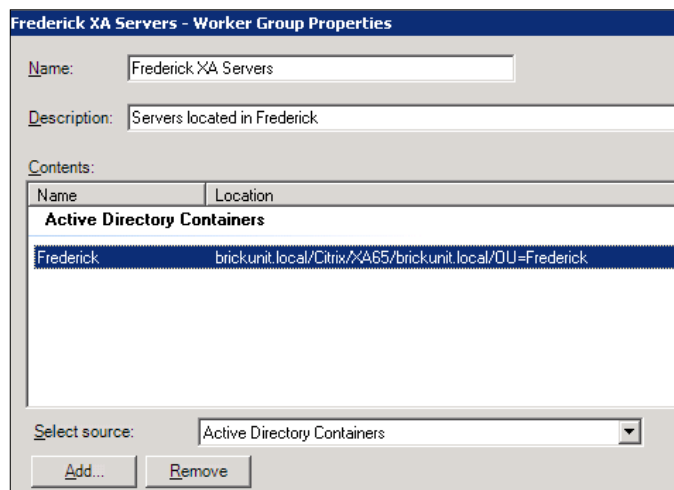 Frederick XA Servers - Worker Group Properties
Name: Frederick XA Servers
Description: Servers located in Frederick
Contents:
Name Location
Active Directory Containers
Frederick brickunit.local/Citrix/XA65/brickunit.local/OU=Frederick
Select source: Active Directory Containers
Add... Remove